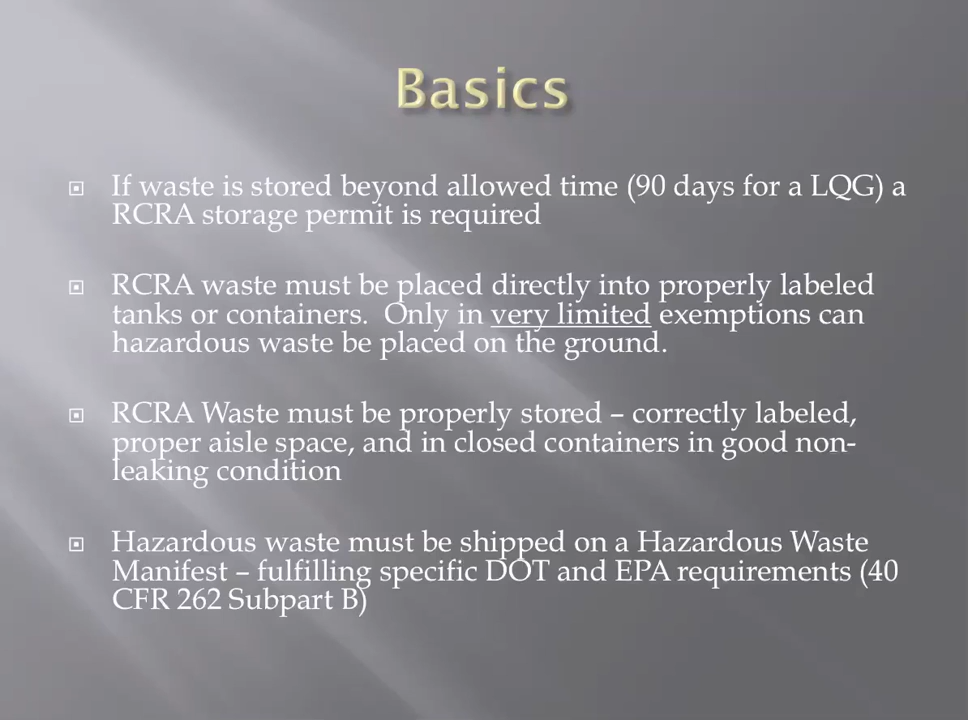 Basics
If waste is stored beyond allowed time (90 days for a LQG) a
RCRA storage permit is required
RCRA waste must be placed directly into properly labeled
tanks or containers.  Only in very limited exemptions can
hazardous waste be placed on the ground.
RCRA Waste must be properly stored – correctly labeled,
proper aisle space, and in closed containers in good non-
leaking condition
Hazardous waste must be shipped on a Hazardous Waste
Manifest – fulfilling specific DOT and EPA requirements (40
CFR 262 Subpart B)